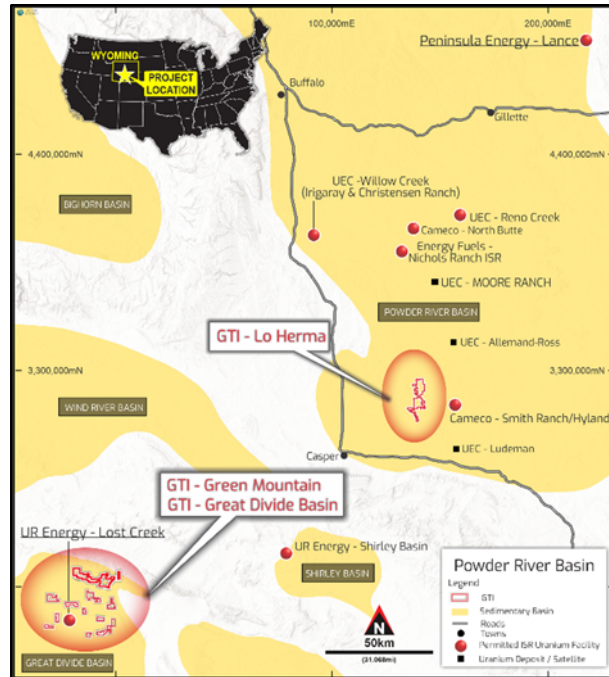 100,000mE
200,000mE
WYOMING
PROJECT
LOCATION
Peninsula Energy - Lance
Buffalo
Gillette
4,400,000mN
4,400,000mN
UEC -Willow Creek
(Irigaray & Christensen Ranch)
BIGHORN BASIN
UEC - Reno Creek
Cameco - North Butte
Energy Fuels -
Nichols Ranch ISR
UEC - MOORE RANCH
POWDER RIVER BASIN
GTI - Lo Herma
UEC - Allemand-Ross
3,300,000mN
3,300,000mN
WIND RIVER BASIN
Cameco - Smith Ranch/Hyland
Casper
UEC - Ludeman
GTI - Green Mountain
GTI - Great Divide Basin
UR Energy - Lost Creek
UR Energy - Shirley Basin
SHIRLEY BASIN
GREAT DIVIDE BASIN
N
50km
(31.068mi)
Powder River Basin
Legend
GTI
Sedimentary Basin
Roads
Towns
Permitted ISR Uranium Facility
Uranium Deposit / Satellite